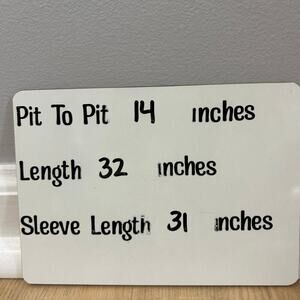 Pit To Pit 14 inches
Length 32 inches
Sleeve Length 31 inches